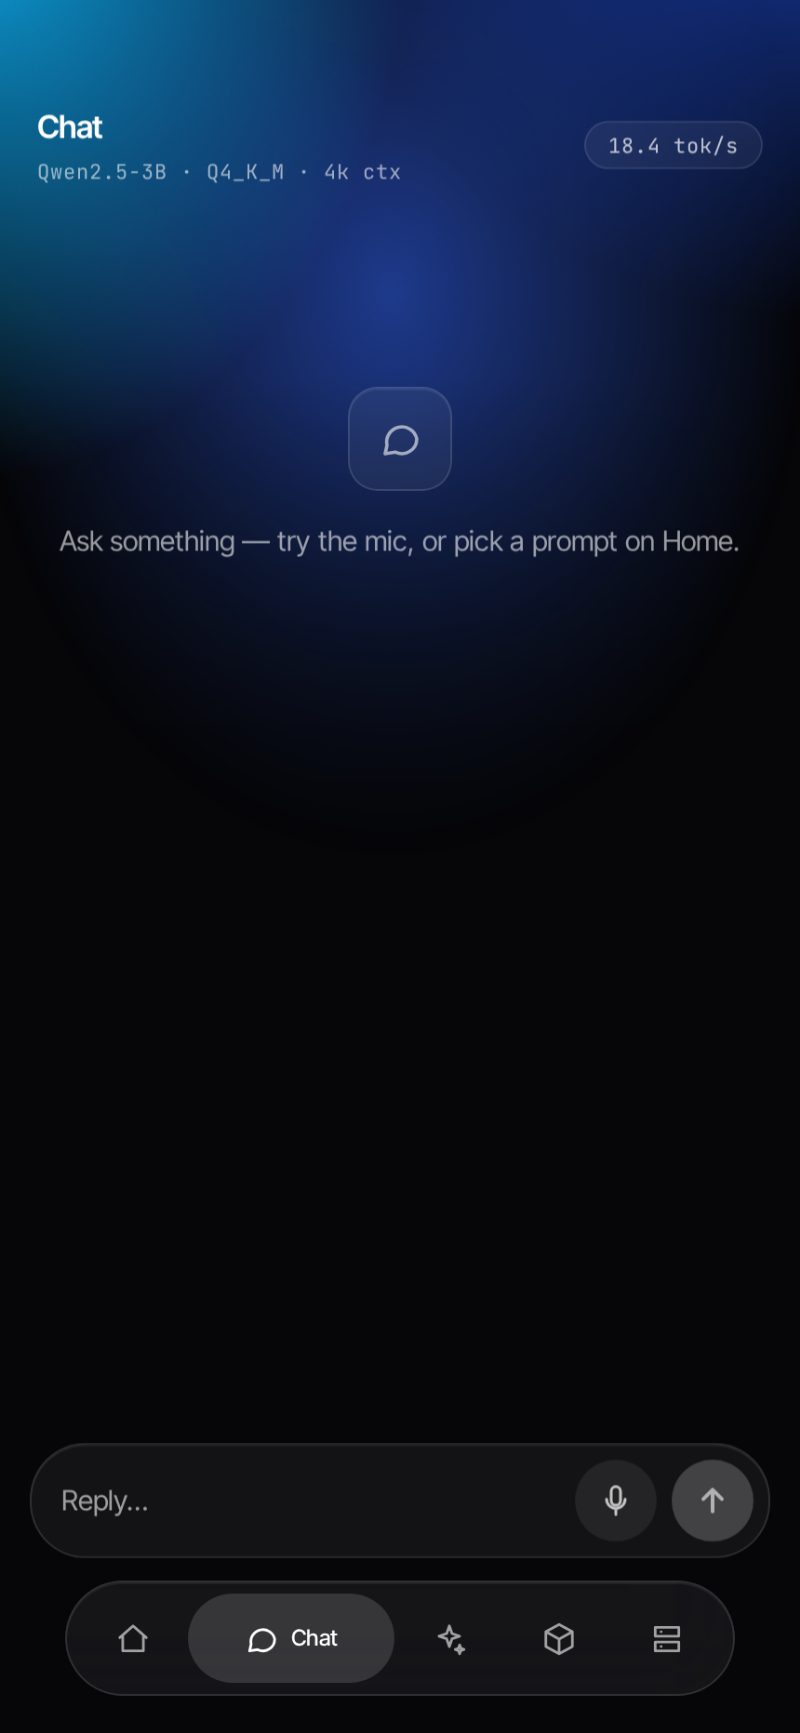 Chat
Qwen2.5-3B · Q4_K_M · 4k ctx
18.4 tok/s
Ask something — try the mic, or pick a prompt on Home.
Reply...
Chat